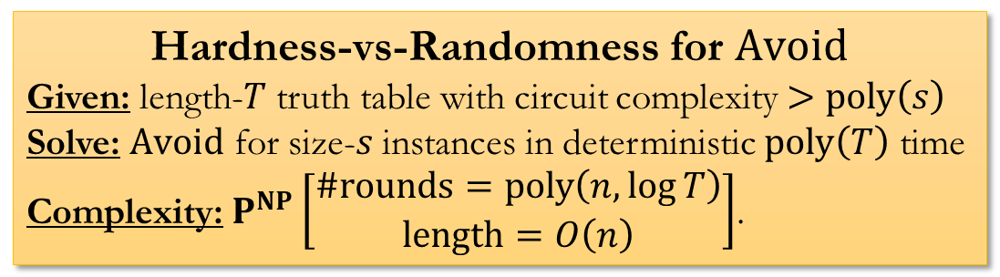 Hardness-vs-Randomness for Avoid
Given: length-T truth table with circuit complexity > poly(s)
Solve: Avoid for size-s instances in deterministic poly(T) time
Complexity: P^NP [#rounds = poly(n, log T)
length = O(n)].